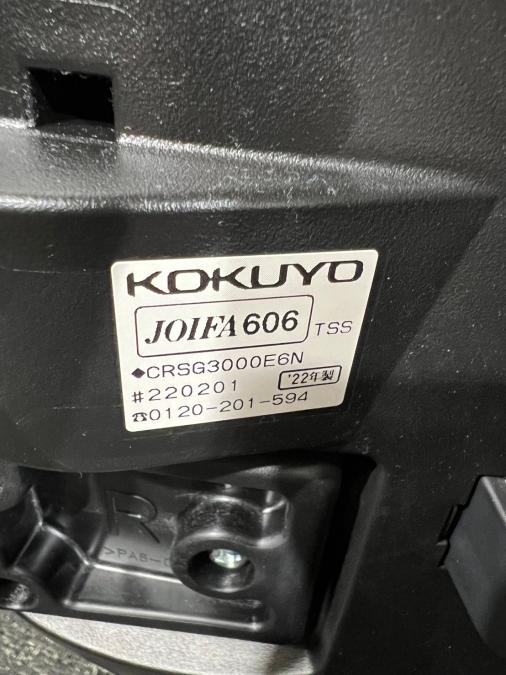 KOKUYO
JOIFA606 TSS
◆CRSG3000E6N
#220201 '22年製
☎0120-201-594
R